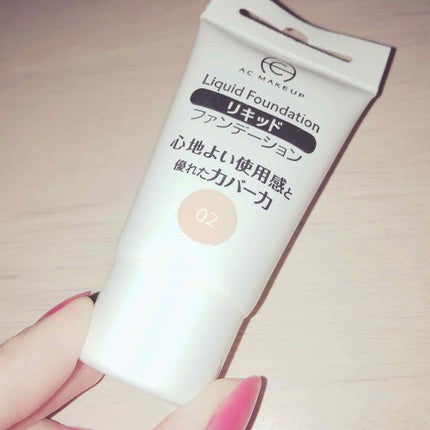 AC MAKEUP
Liquid Foundation
リキッド
ファンデーション
心地よい使用感と
優れたカバー力
02